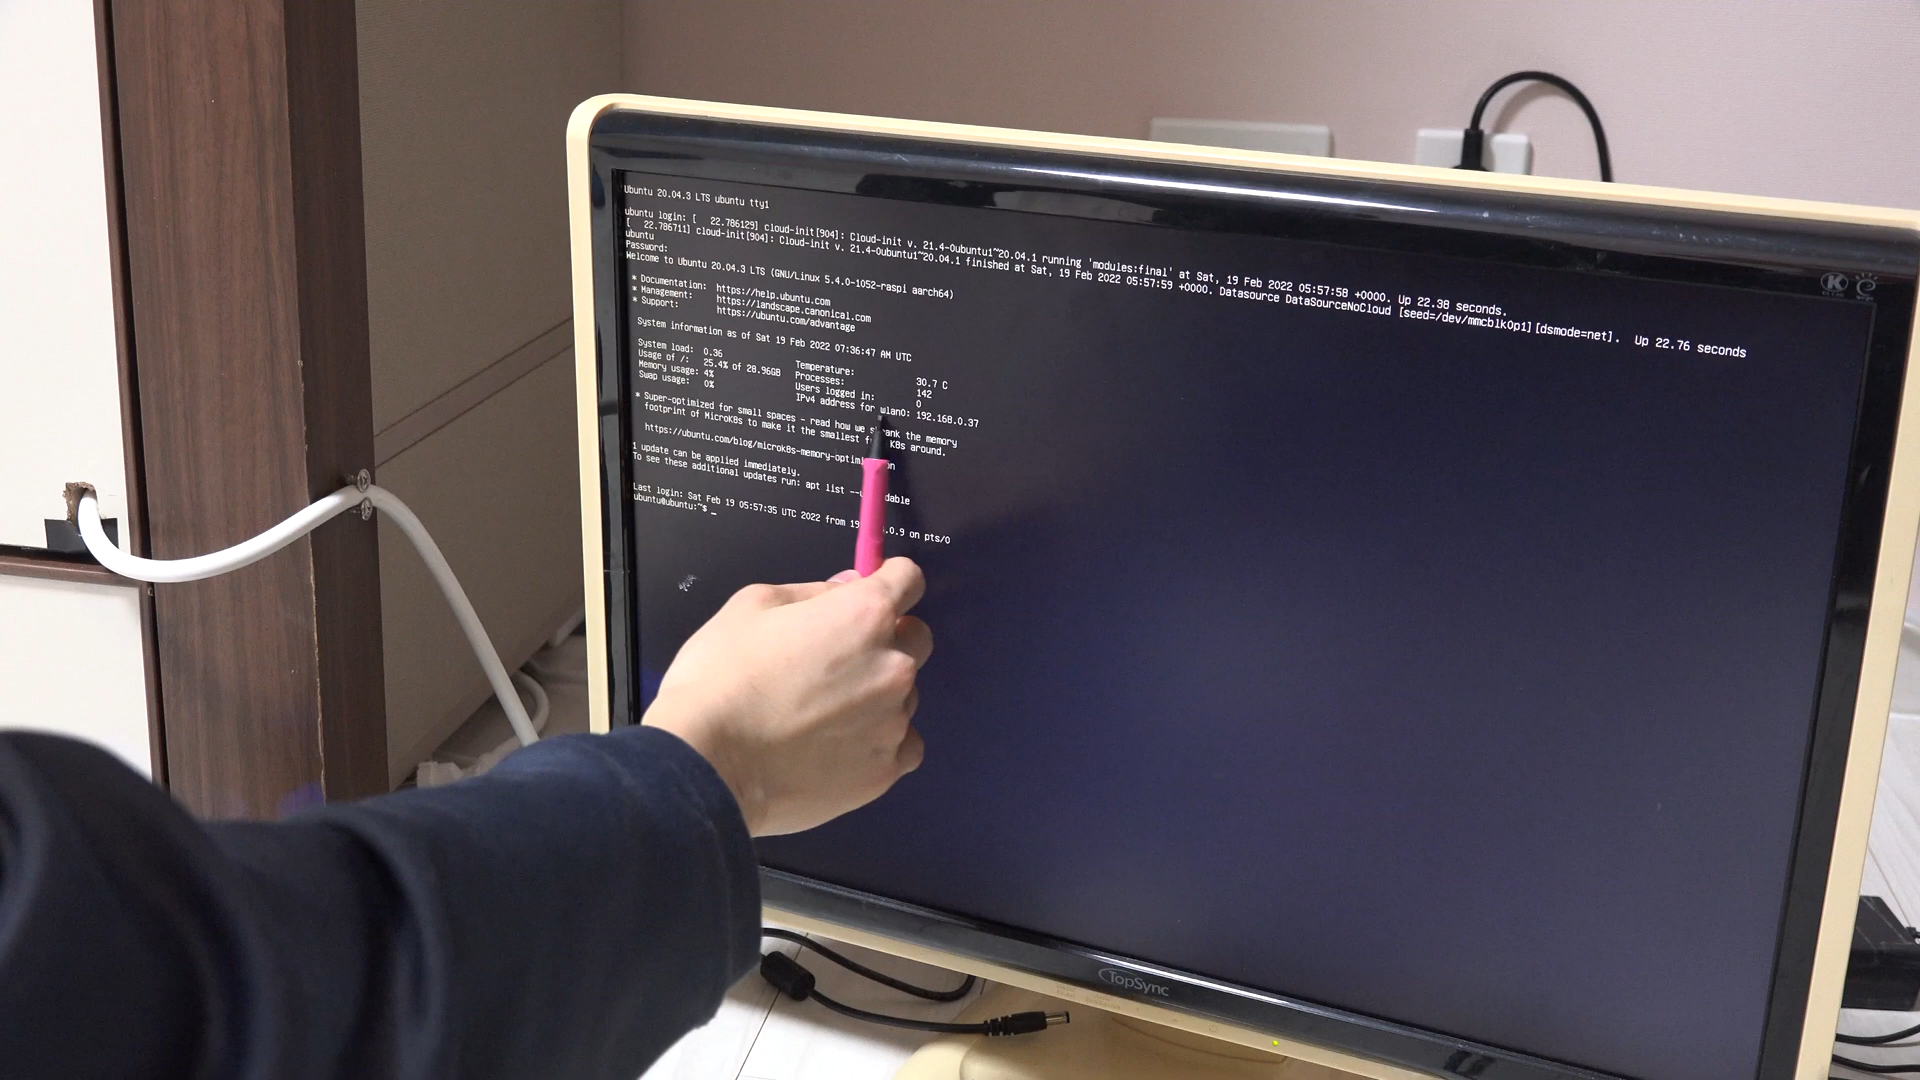 Ubuntu 20.04.3 LTS ubuntu tty1
ubuntu login: [   22.786129] cloud-init[904]: Cloud-init v. 21.4-0ubuntu1~20.04.1 running 'modules:final' at Sat, 19 Feb 2022 05:57:58 +0000. Up 22.38 seconds.
[   22.786711] cloud-init[904]: Cloud-init v. 21.4-0ubuntu1~20.04.1 finished at Sat, 19 Feb 2022 05:57:59 +0000. Datasource DataSourceNoCloud [seed=/dev/mmcblk0p1][dsmode=net].  Up 22.76 seconds
ubuntu
Password:
Welcome to Ubuntu 20.04.3 LTS (GNU/Linux 5.4.0-1052-raspi aarch64)
* Documentation:  https://help.ubuntu.com
* Management:     https://landscape.canonical.com
* Support:        https://ubuntu.com/advantage
System information as of Sat 19 Feb 2022 07:36:47 AM UTC
System load:  0.36              Temperature:            30.7 C
Usage of /:   25.4% of 28.96GB  Processes:              142
Memory usage: 4%                Users logged in:        0
Swap usage:   0%                IPv4 address for wlan0: 192.168.0.37
* Super-optimized for small spaces - read how we shrank the memory
footprint of MicroK8s to make it the smallest K8s around.
https://ubuntu.com/blog/microk8s-memory-optimi on
1 update can be applied immediately.
To see these additional updates run: apt list --u dable
Last login: Sat Feb 19 05:57:35 UTC 2022 from 19 .0.9 on pts/0
ubuntu@ubuntu:~$ _
TopSync